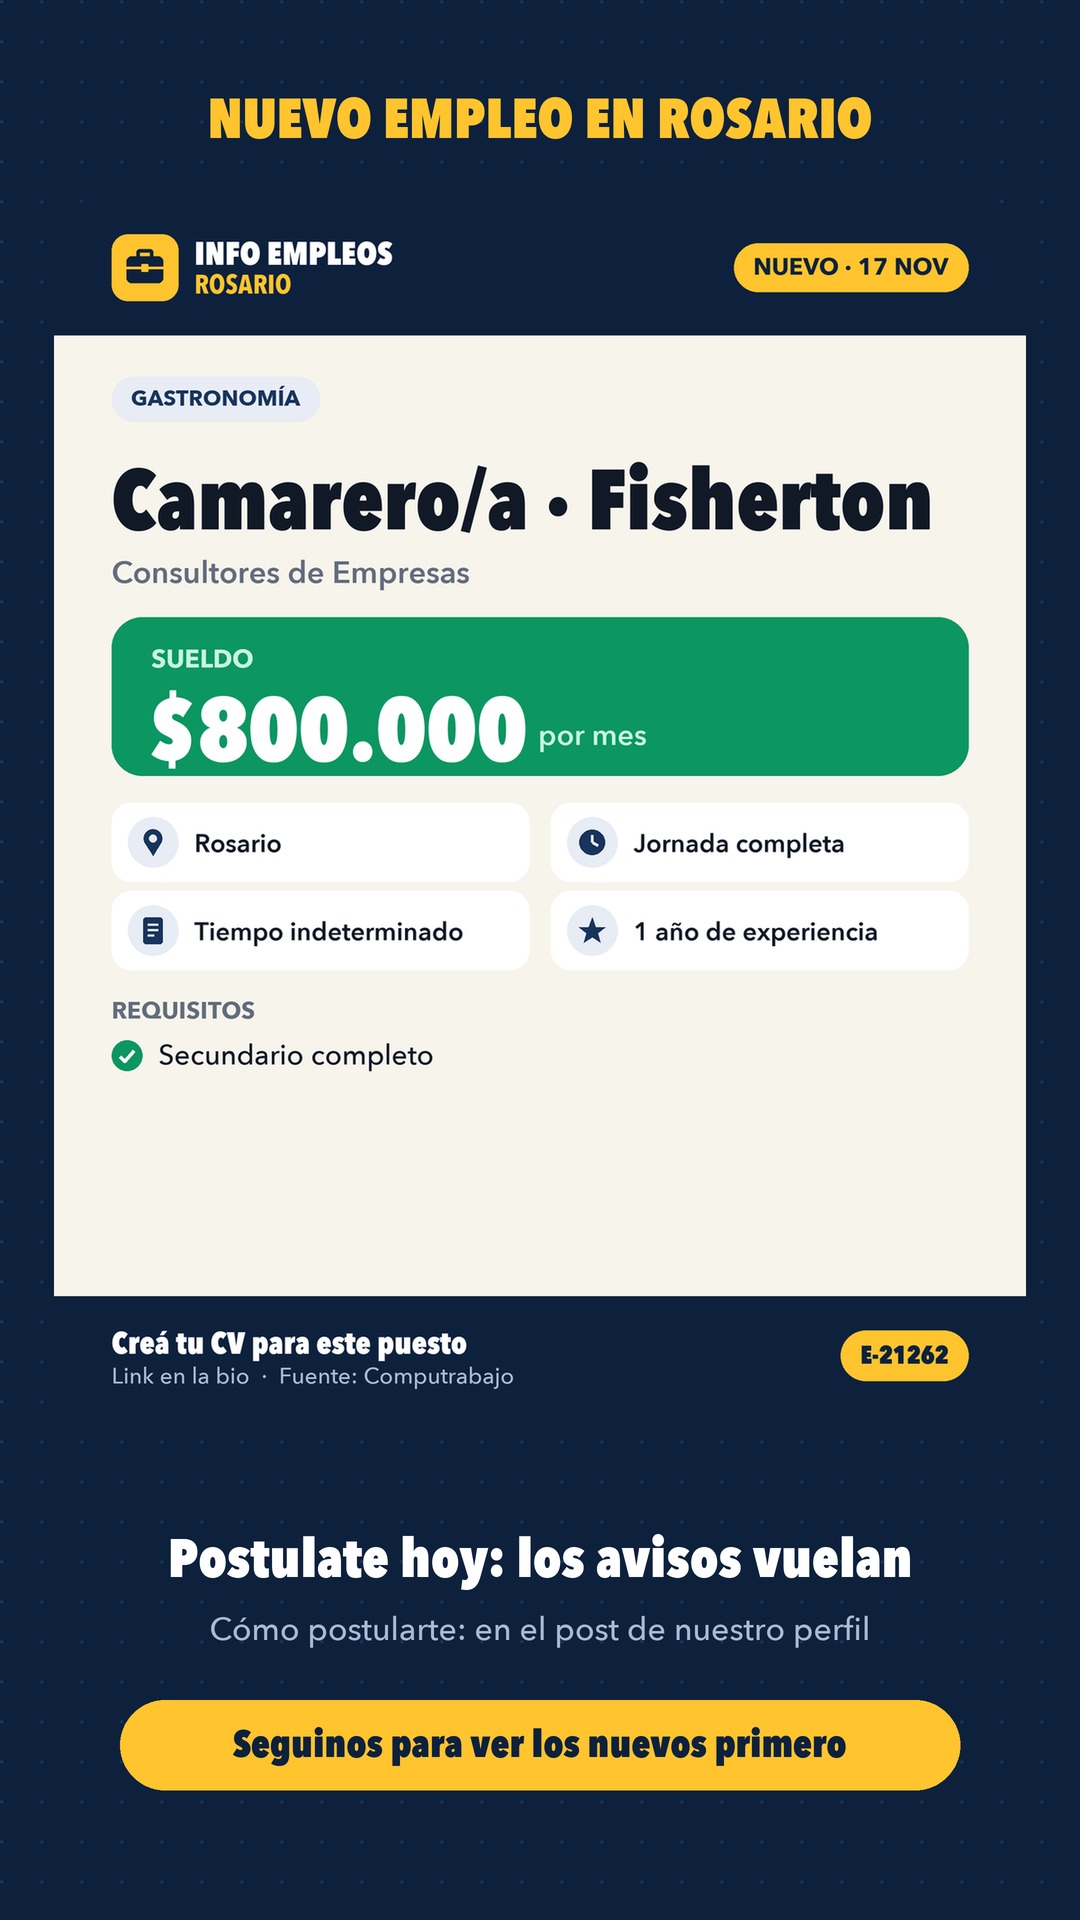 NUEVO EMPLEO EN ROSARIO
INFO EMPLEOS
ROSARIO
NUEVO · 17 NOV
GASTRONOMÍA
Camarero/a · Fisherton
Consultores de Empresas
SUELDO
$800.000 por mes
Rosario
Jornada completa
Tiempo indeterminado
1 año de experiencia
REQUISITOS
Secundario completo
Creá tu CV para este puesto
Link en la bio · Fuente: Computrabajo
E-21262
Postulate hoy: los avisos vuelan
Cómo postularte: en el post de nuestro perfil
Seguinos para ver los nuevos primero